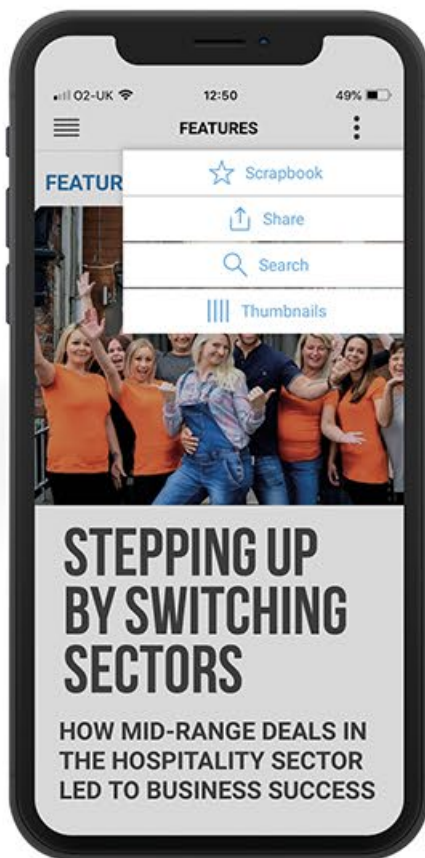 O2-UK 12:50 49%
FEATURES
FEATUR
Scrapbook
Share
Search
Thumbnails
STEPPING UP
BY SWITCHING
SECTORS
HOW MID-RANGE DEALS IN
THE HOSPITALITY SECTOR
LED TO BUSINESS SUCCESS